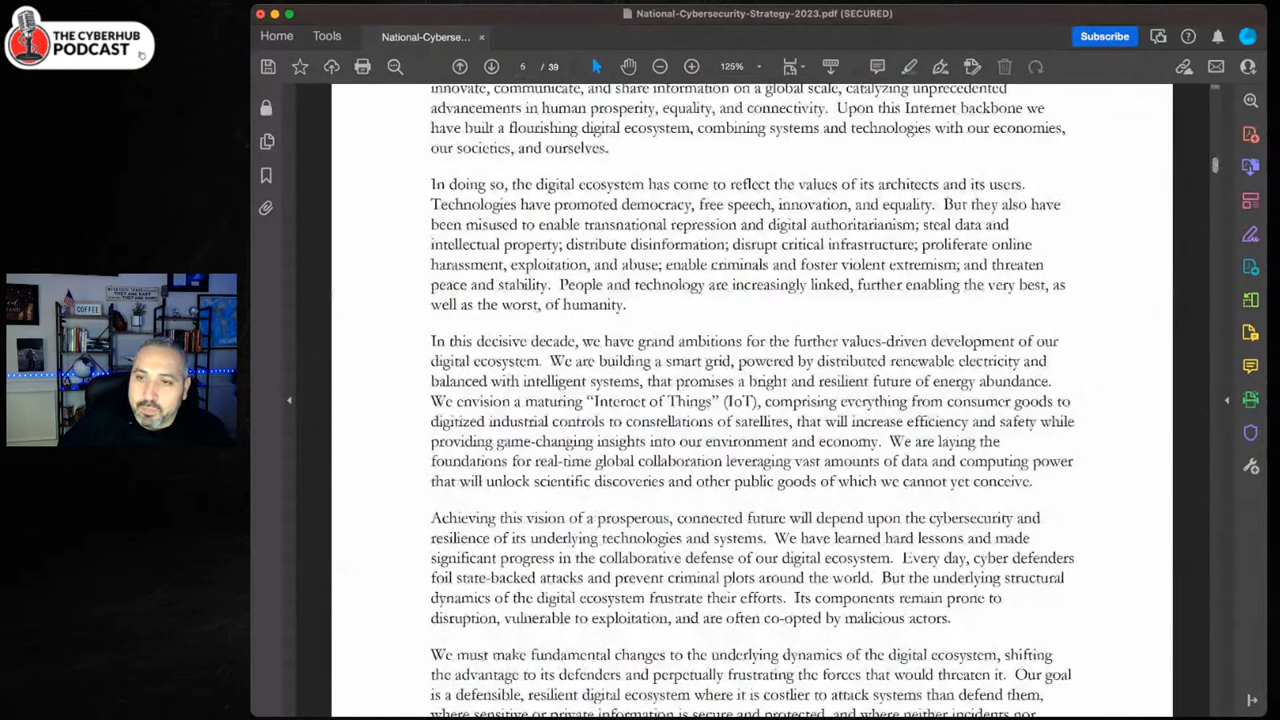 THE CYBERHUB
PODCAST
National-Cybersecurity-Strategy-2023.pdf (SECURED)
Home
Tools
National-Cyberse...
Subscribe
6 / 39
125%
innovate, communicate, and share information on a global scale, catalyzing unprecedented
advancements in human prosperity, equality, and connectivity. Upon this Internet backbone we
have built a flourishing digital ecosystem, combining systems and technologies with our economies,
our societies, and ourselves.
In doing so, the digital ecosystem has come to reflect the values of its architects and its users.
Technologies have promoted democracy, free speech, innovation, and equality. But they also have
been misused to enable transnational repression and digital authoritarianism; steal data and
intellectual property; distribute disinformation; disrupt critical infrastructure; proliferate online
harassment, exploitation, and abuse; enable criminals and foster violent extremism; and threaten
peace and stability. People and technology are increasingly linked, further enabling the very best, as
well as the worst, of humanity.
In this decisive decade, we have grand ambitions for the further values-driven development of our
digital ecosystem. We are building a smart grid, powered by distributed renewable electricity and
balanced with intelligent systems, that promises a bright and resilient future of energy abundance.
We envision a maturing “Internet of Things” (IoT), comprising everything from consumer goods to
digitized industrial controls to constellations of satellites, that will increase efficiency and safety while
providing game-changing insights into our environment and economy. We are laying the
foundations for real-time global collaboration leveraging vast amounts of data and computing power
that will unlock scientific discoveries and other public goods of which we cannot yet conceive.
Achieving this vision of a prosperous, connected future will depend upon the cybersecurity and
resilience of its underlying technologies and systems. We have learned hard lessons and made
significant progress in the collaborative defense of our digital ecosystem. Every day, cyber defenders
foil state-backed attacks and prevent criminal plots around the world. But the underlying structural
dynamics of the digital ecosystem frustrate their efforts. Its components remain prone to
disruption, vulnerable to exploitation, and are often co-opted by malicious actors.
We must make fundamental changes to the underlying dynamics of the digital ecosystem, shifting
the advantage to its defenders and perpetually frustrating the forces that would threaten it. Our goal
is a defensible, resilient digital ecosystem where it is costlier to attack systems than defend them,
where sensitive or private information is secure and protected, and where neither incidents nor
COFFEE